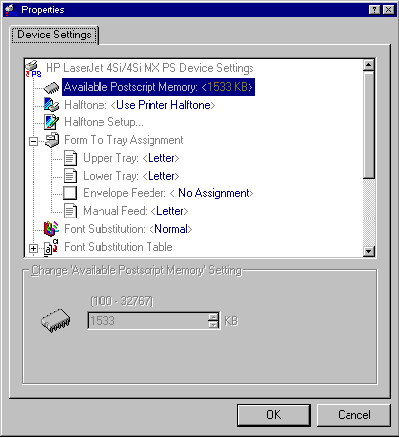 Properties
Device Settings
HP LaserJet 4Si/4Si MX PS Device Settings
PS
Available Postscript Memory: <1533 KB>
Halftone: <Use Printer Halftone>
Halftone Setup...
Form To Tray Assignment
Upper Tray: <Letter>
Lower Tray: <Letter>
Envelope Feeder: < No Assignment>
Manual Feed: <Letter>
Font Substitution: <Normal>
Font Substitution Table
Change 'Available Postscript Memory' Setting
(100 - 32767)
1533 KB
OK Cancel